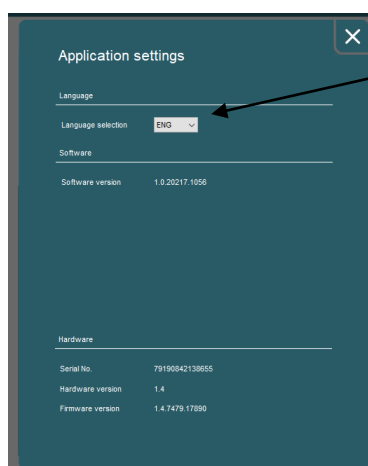 Application settings
Language
Language selection ENG
Software
Software version 1.0.20217.1056
Hardware
Serial No. 79190842138655
Hardware version 1.4
Firmware version 1.4.7479.17890